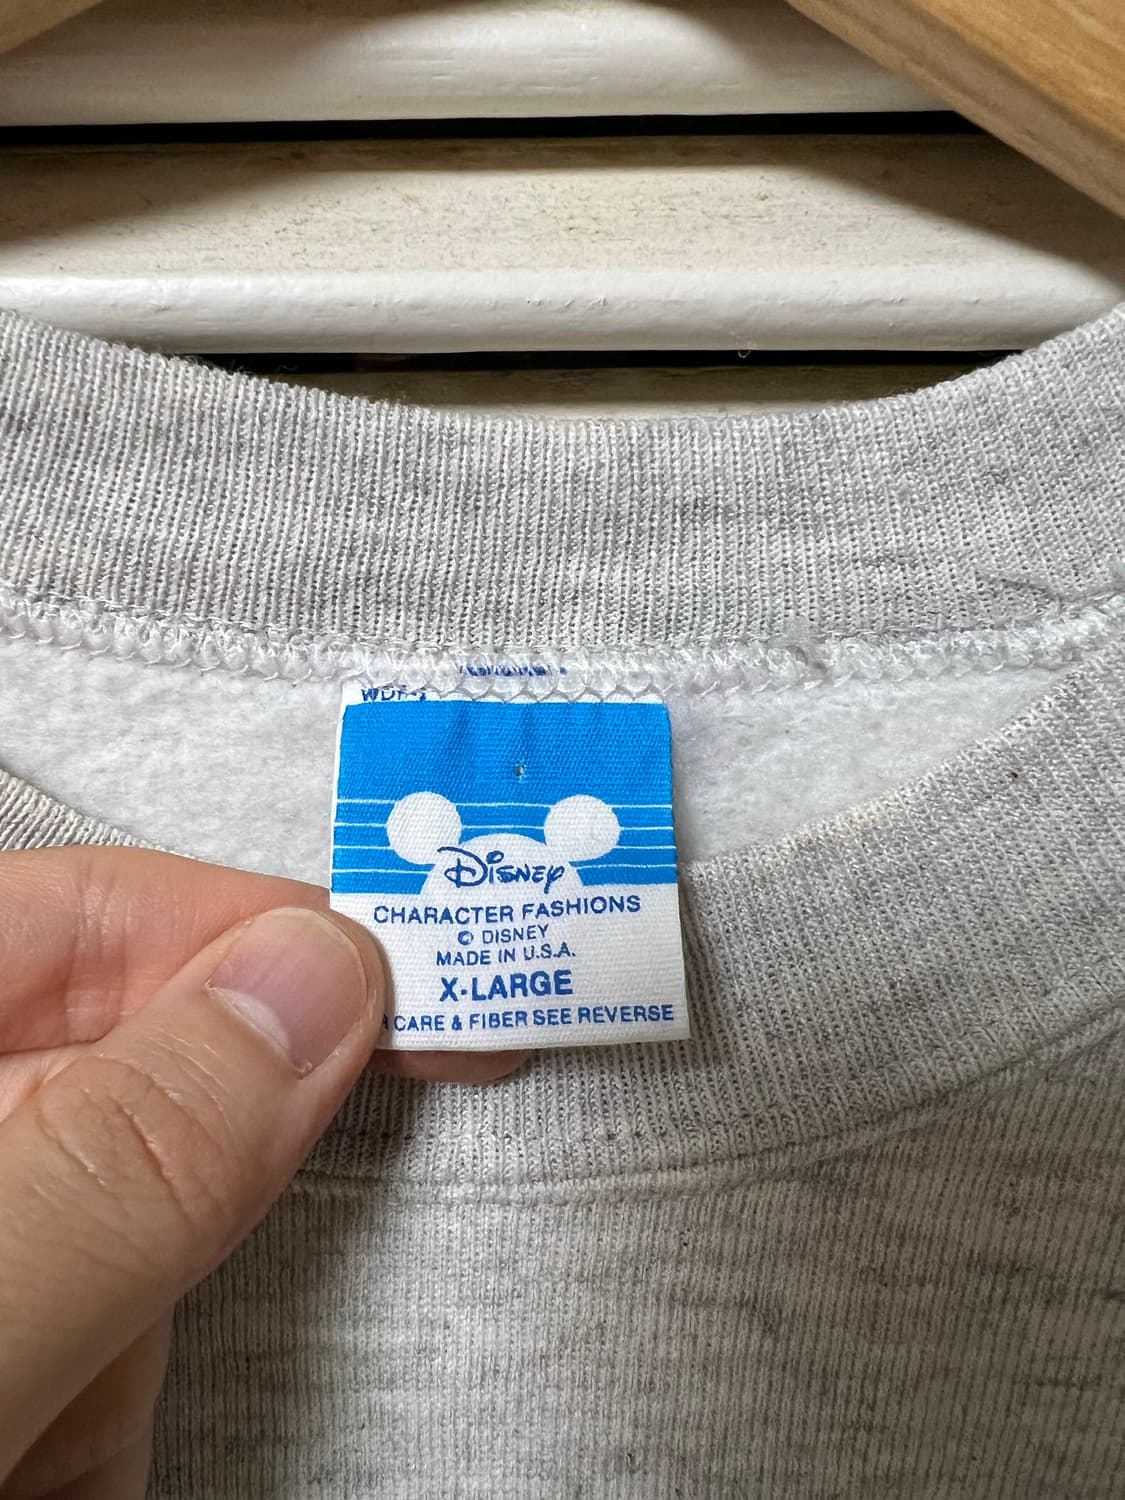 Disney
CHARACTER FASHIONS
© DISNEY
MADE IN U.S.A.
X-LARGE
CARE & FIBER SEE REVERSE